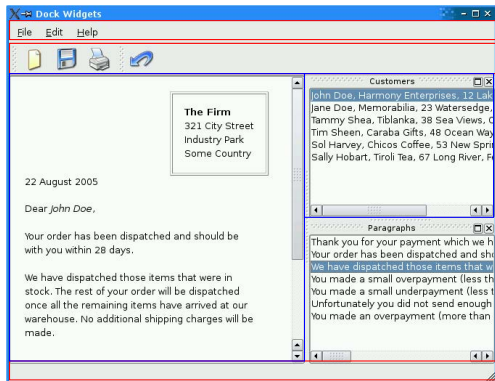 Dock Widgets
File Edit Help
The Firm
321 City Street
Industry Park
Some Country
22 August 2005
Dear John Doe,
Your order has been dispatched and should be
with you within 28 days.
We have dispatched those items that were in
stock. The rest of your order will be dispatched
once all the remaining items have arrived at our
warehouse. No additional shipping charges will be
made.
Customers
John Doe, Harmony Enterprises, 12 Lak
Jane Doe, Memorabilia, 23 Watersedge,
Tammy Shea, Tiblanka, 38 Sea Views, C
Tim Sheen, Caraba Gifts, 48 Ocean Way
Sol Harvey, Chicos Coffee, 53 New Spri
Sally Hobart, Tiroli Tea, 67 Long River, F
Paragraphs
Thank you for your payment which we h
Your order has been dispatched and sho
We have dispatched those items that w
You made a small overpayment (less th
You made a small underpayment (less t
Unfortunately you did not send enough
You made an overpayment (more than